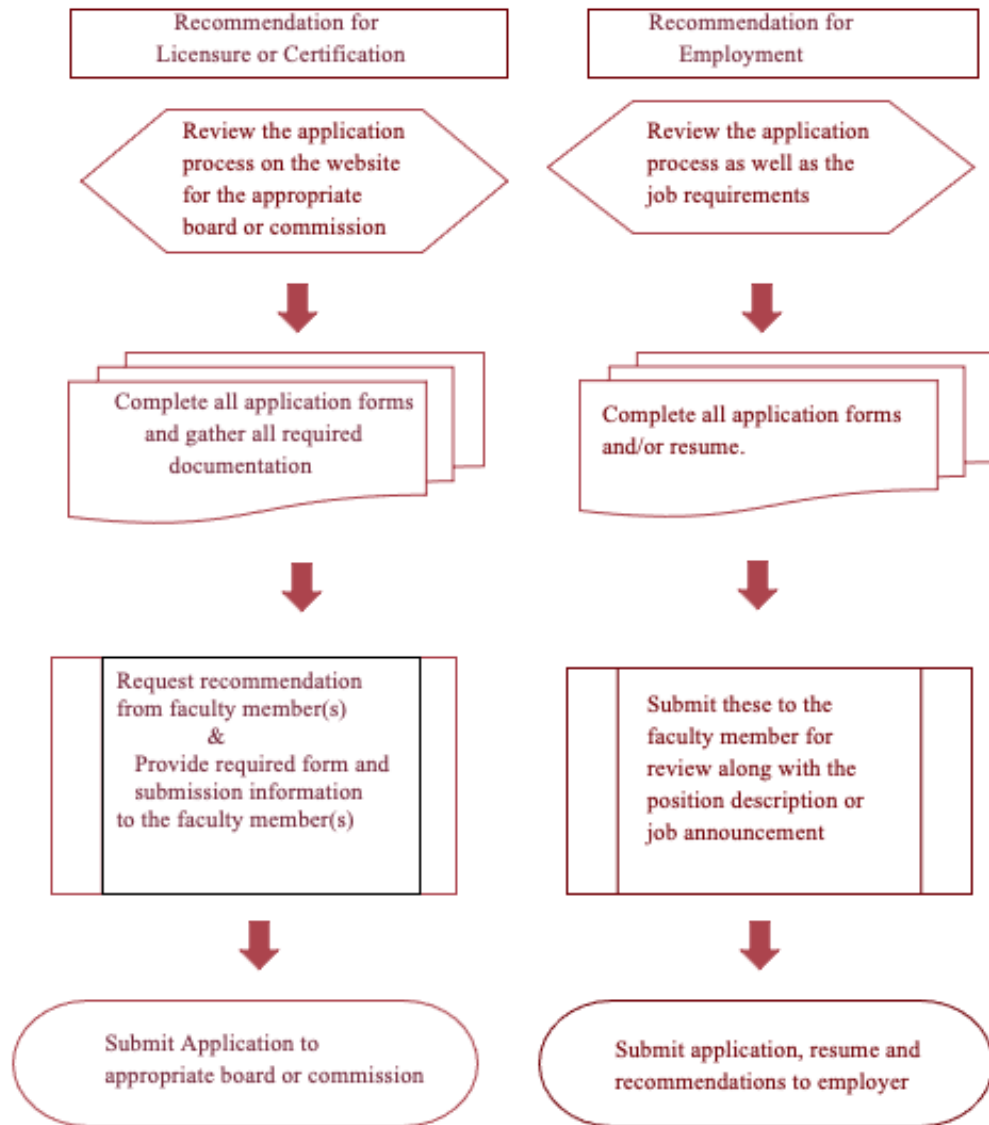 Recommendation for
Licensure or Certification
Review the application
process on the website
for the appropriate
board or commission
Complete all application forms
and gather all required
documentation
Request recommendation
from faculty member(s)
&
Provide required form and
submission information
to the faculty member(s)
Submit Application to
appropriate board or commission
Recommendation for
Employment
Review the application
process as well as the
job requirements
Complete all application forms
and/or resume.
Submit these to the
faculty member for
review along with the
position description or
job announcement
Submit application, resume and
recommendations to employer